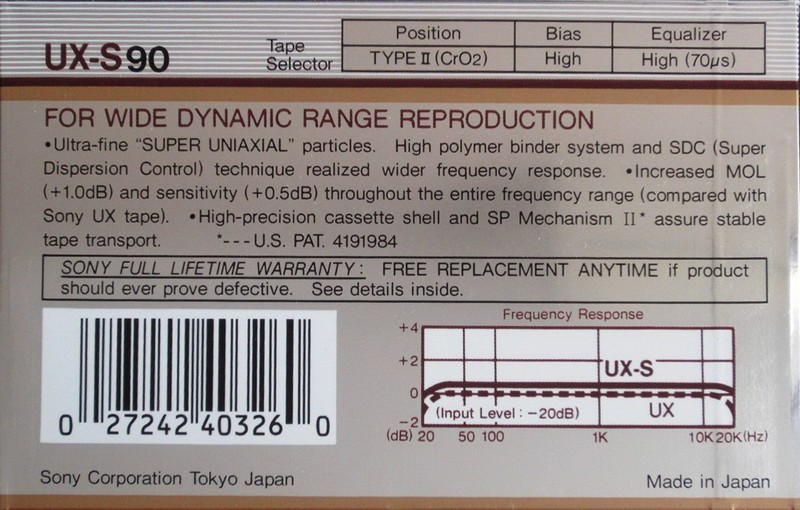 UX-S90
Tape
Selector
Position Bias Equalizer
TYPE II (CrO2) High High (70μs)
FOR WIDE DYNAMIC RANGE REPRODUCTION
•Ultra-fine “SUPER UNIAXIAL” particles. High polymer binder system and SDC (Super
Dispersion Control) technique realized wider frequency response. •Increased MOL
(+1.0dB) and sensitivity (+0.5dB) throughout the entire frequency range (compared with
Sony UX tape). •High-precision cassette shell and SP Mechanism II* assure stable
tape transport. *---U.S. PAT. 4191984
SONY FULL LIFETIME WARRANTY: FREE REPLACEMENT ANYTIME if product
should ever prove defective. See details inside.
0 27242 40326 0
Frequency Response
+4
+2
UX-S
0
(Input Level: -20dB) UX
-2
(dB) 20 50 100 1K 10K 20K(Hz)
Sony Corporation Tokyo Japan
Made in Japan